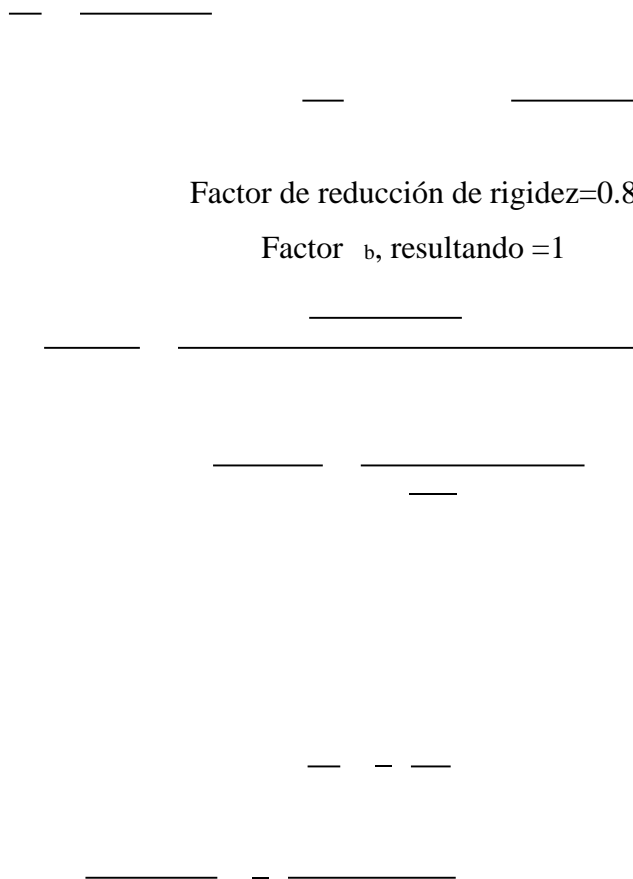 Factor de reducción de rigidez=0.8
Factor b, resultando =1